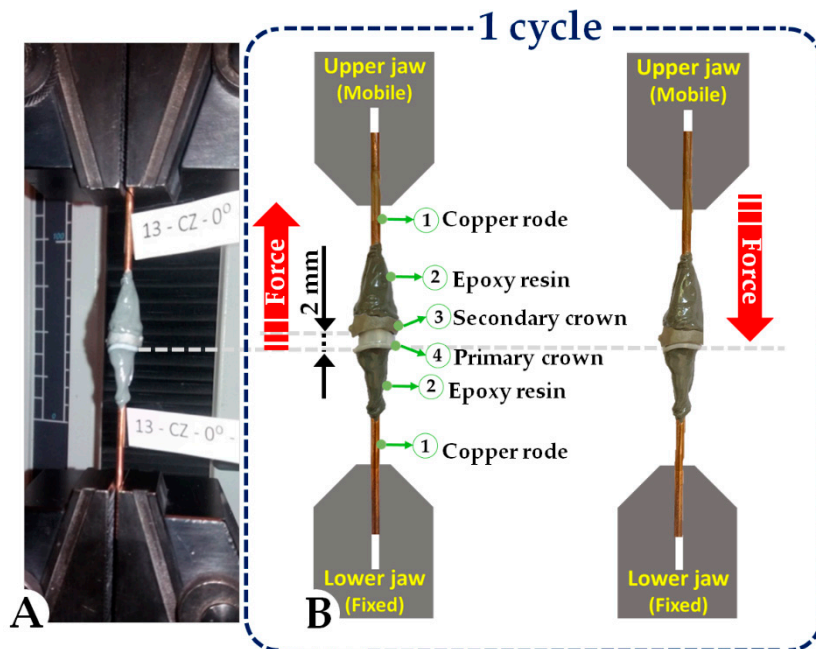 1 cycle
Upper jaw
(Mobile)
Upper jaw
(Mobile)
13 - CZ - 0º
1 Copper rode
Force
Force
2 mm
2 Epoxy resin
3 Secondary crown
4 Primary crown
2 Epoxy resin
13 - CZ - 0º -
1 Copper rode
Lower jaw
(Fixed)
Lower jaw
(Fixed)
A
B